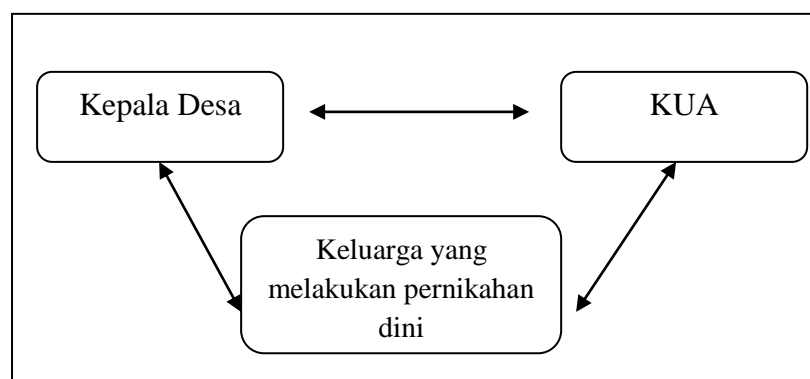 Kepala Desa
KUA
Keluarga yang
melakukan pernikahan
dini